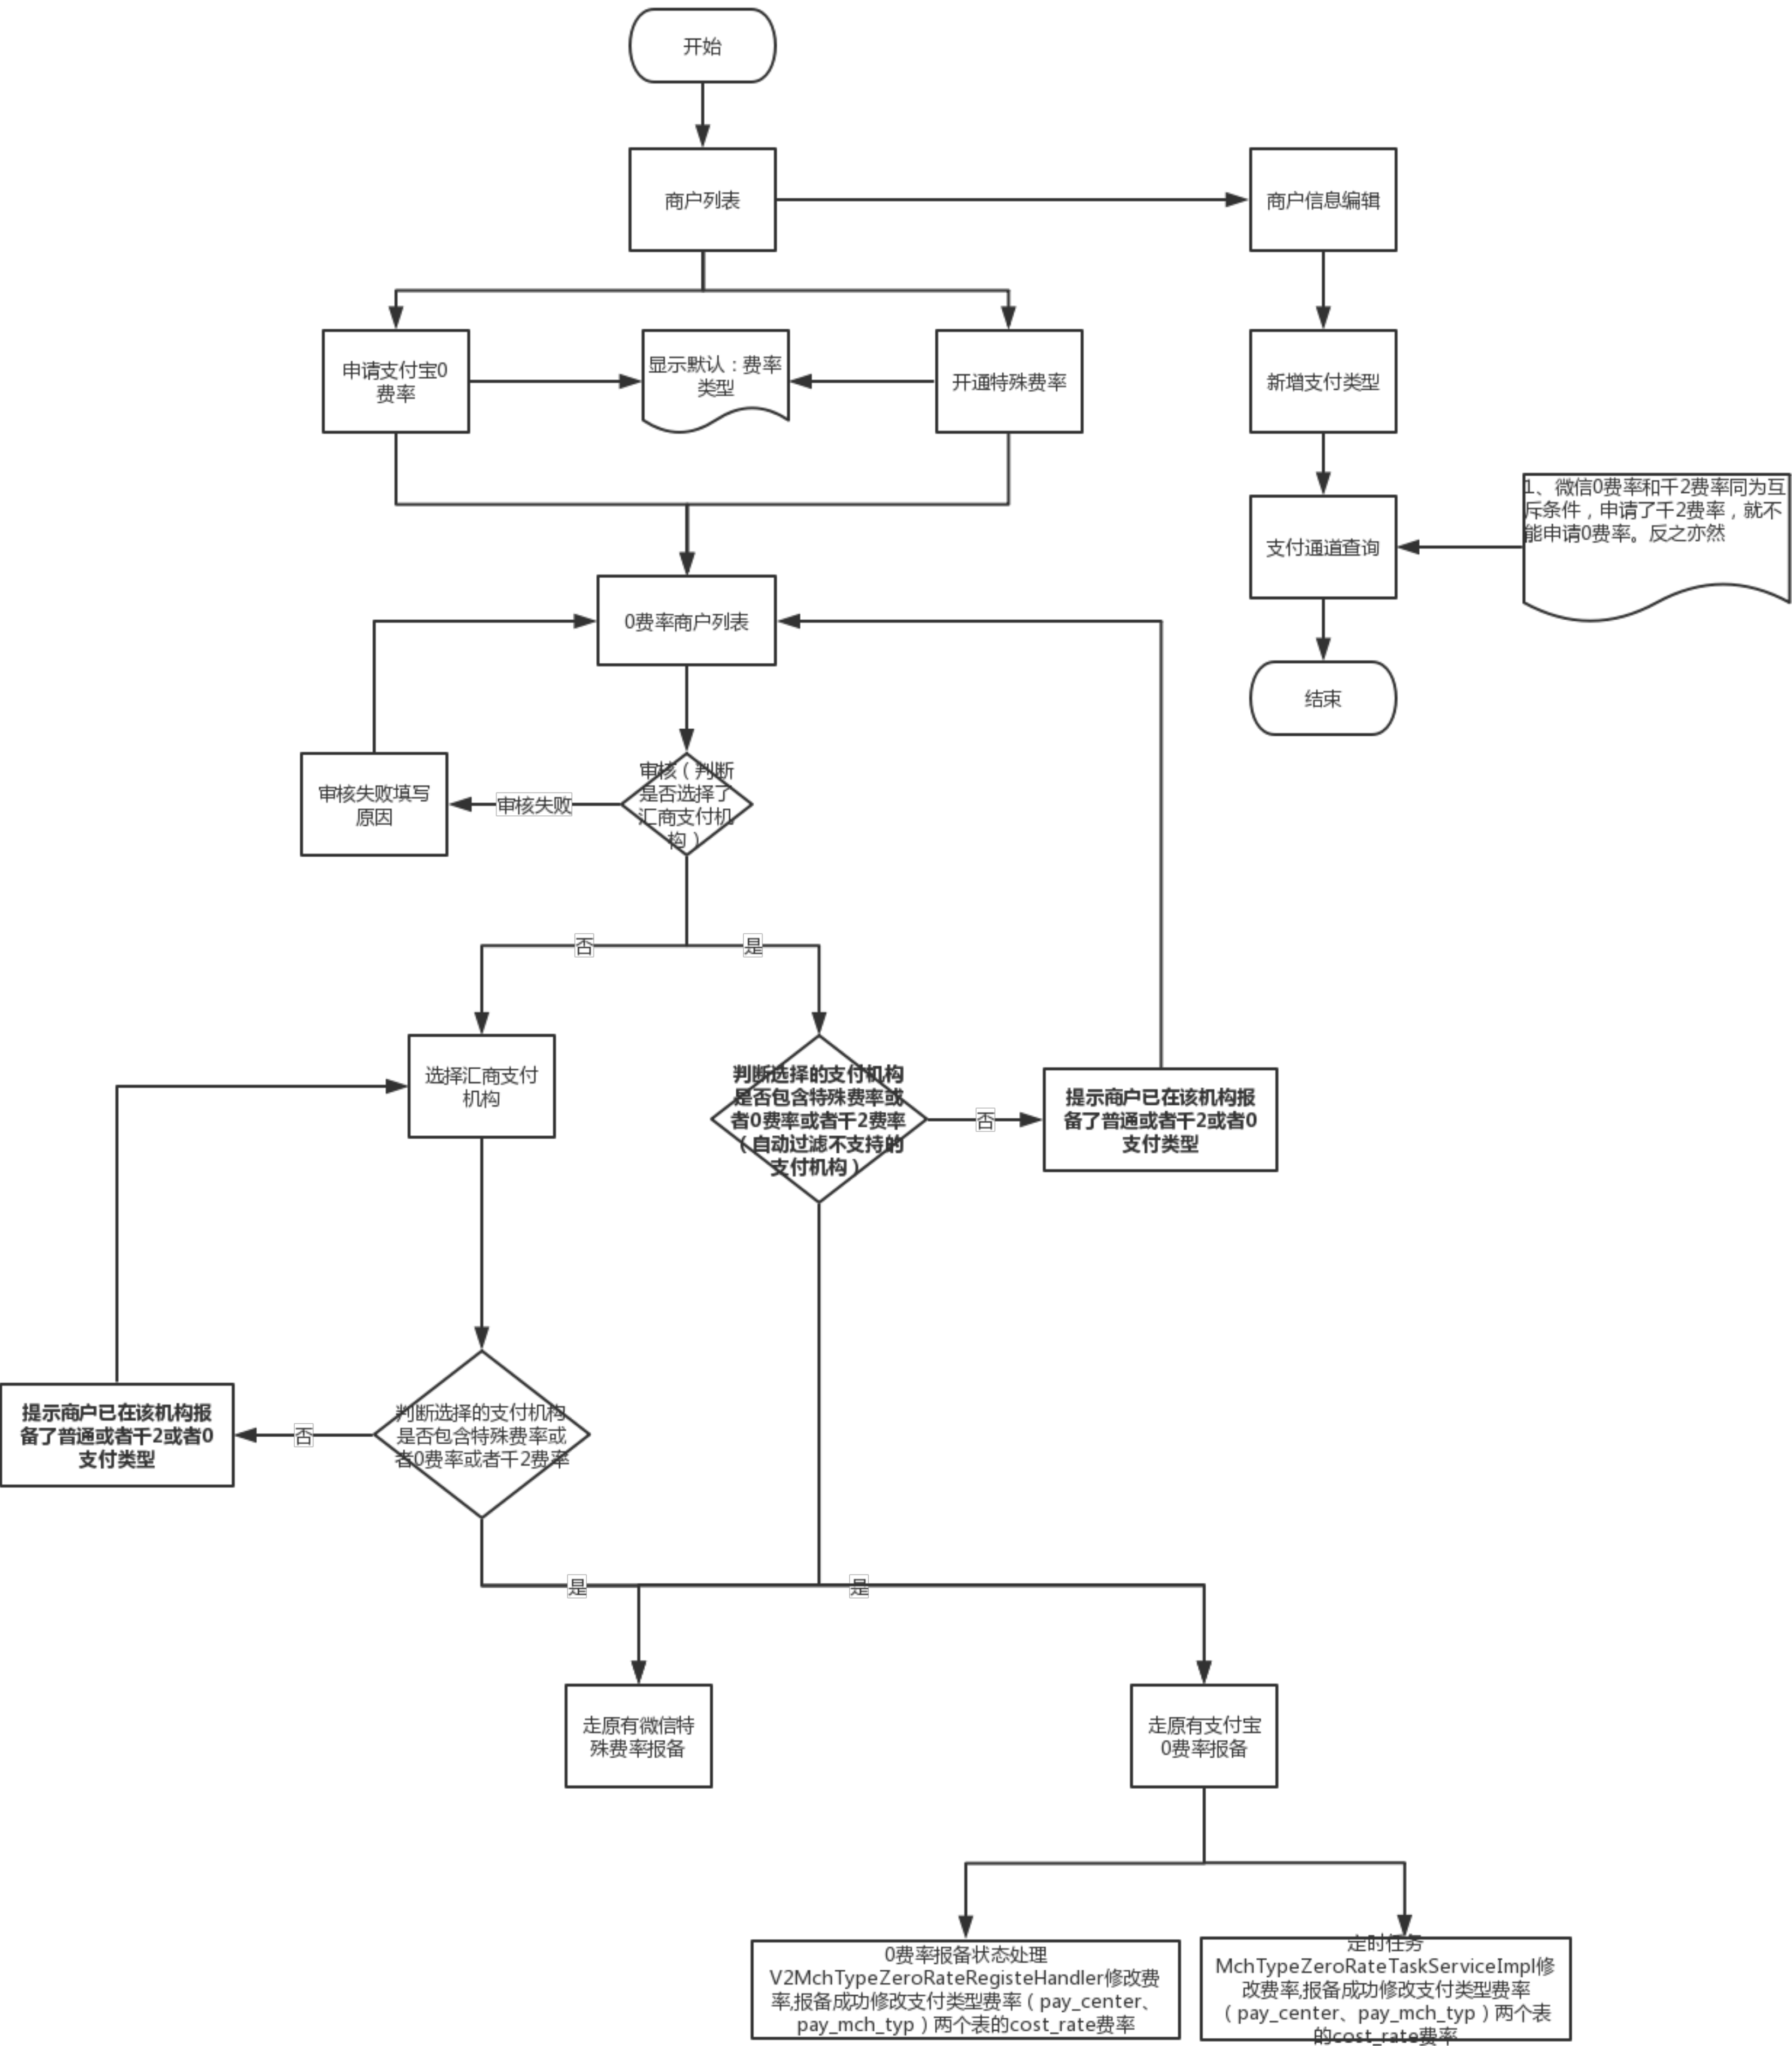 开始
商户列表
商户信息编辑
申请支付宝0
费率
显示默认：费率
类型
开通特殊费率
新增支付类型
1、微信0费率和千2费率同为互
斥条件，申请了千2费率，就不
能申请0费率。反之亦然
支付通道查询
0费率商户列表
结束
审核失败填写
原因
审核失败
审核（判断
是否选择了
汇商支付机
构）
否
是
选择汇商支付
机构
判断选择的支付机构
是否包含特殊费率或
者0费率或者千2费率
（自动过滤不支持的
支付机构）
否
提示商户已在该机构报
备了普通或者千2或者0
支付类型
提示商户已在该机构报
备了普通或者千2或者0
支付类型
否
判断选择的支付机构
是否包含特殊费率或
者0费率或者千2费率
是
是
走原有微信特
殊费率报备
走原有支付宝
0费率报备
0费率报备状态处理
V2MchTypeZeroRateRegisteHandler修改费
率,报备成功修改支付类型费率（pay_center、
pay_mch_typ）两个表的cost_rate费率
定时任务
MchTypeZeroRateTaskServiceImpl修
改费率,报备成功修改支付类型费率
（pay_center、pay_mch_typ）两个表
的cost_rate费率